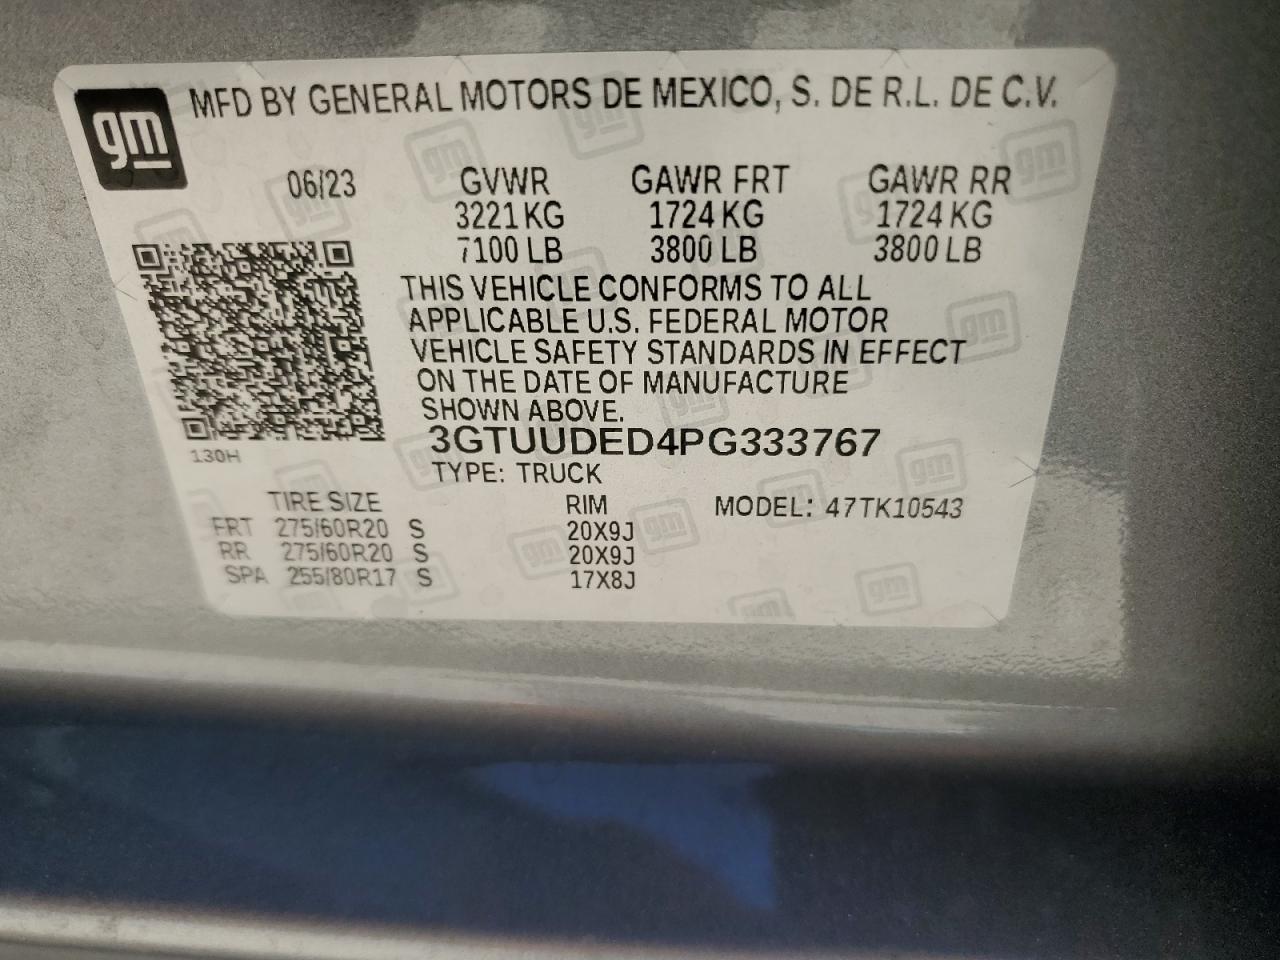 gm
MFD BY GENERAL MOTORS DE MEXICO, S. DE R.L. DE C.V.
06/23 GVWR GAWR FRT GAWR RR
3221 KG 1724 KG 1724 KG
7100 LB 3800 LB 3800 LB
THIS VEHICLE CONFORMS TO ALL
APPLICABLE U.S. FEDERAL MOTOR
VEHICLE SAFETY STANDARDS IN EFFECT
ON THE DATE OF MANUFACTURE
SHOWN ABOVE.
3GTUUDED4PG333767
130H
TYPE: TRUCK
TIRE SIZE RIM MODEL: 47TK10543
FRT 275/60R20 S 20X9J
RR 275/60R20 S 20X9J
SPA 255/80R17 S 17X8J